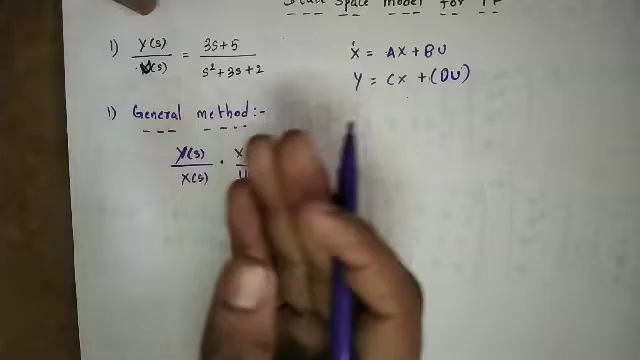 State Space Model for TF
1) Y(s)/U(s) = 3s+5 / s²+3s+2
Ẋ = AX + BU
Y = CX + (DU)
1) General method:-
Y(s)/X(s) · X